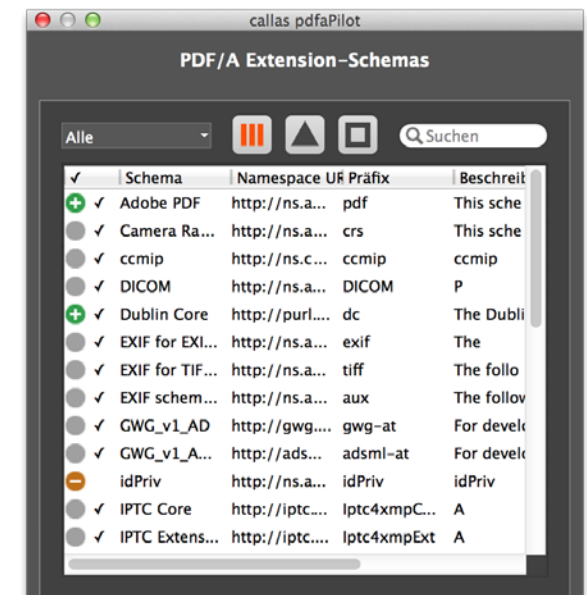 callas pdfaPilot
PDF/A Extension-Schemas
Alle Suchen
✓ Schema Namespace UR Präfix Beschreib
✓ Adobe PDF http://ns.a... pdf This sche
✓ Camera Ra... http://ns.a... crs This sche
✓ ccmip http://ns.c... ccmip ccmip
✓ DICOM http://ns.a... DICOM P
✓ Dublin Core http://purl.... dc The Dubli
✓ EXIF for EXI... http://ns.a... exif The
✓ EXIF for TIF... http://ns.a... tiff The follo
✓ EXIF schem... http://ns.a... aux The follow
✓ GWG_v1_AD http://gwg.... gwg-at For develo
✓ GWG_v1_A... http://ads... adsml-at For develo
idPriv http://ns.a... idPriv idPriv
✓ IPTC Core http://iptc.... Iptc4xmpC... A
✓ IPTC Extens... http://iptc.... Iptc4xmpExt A